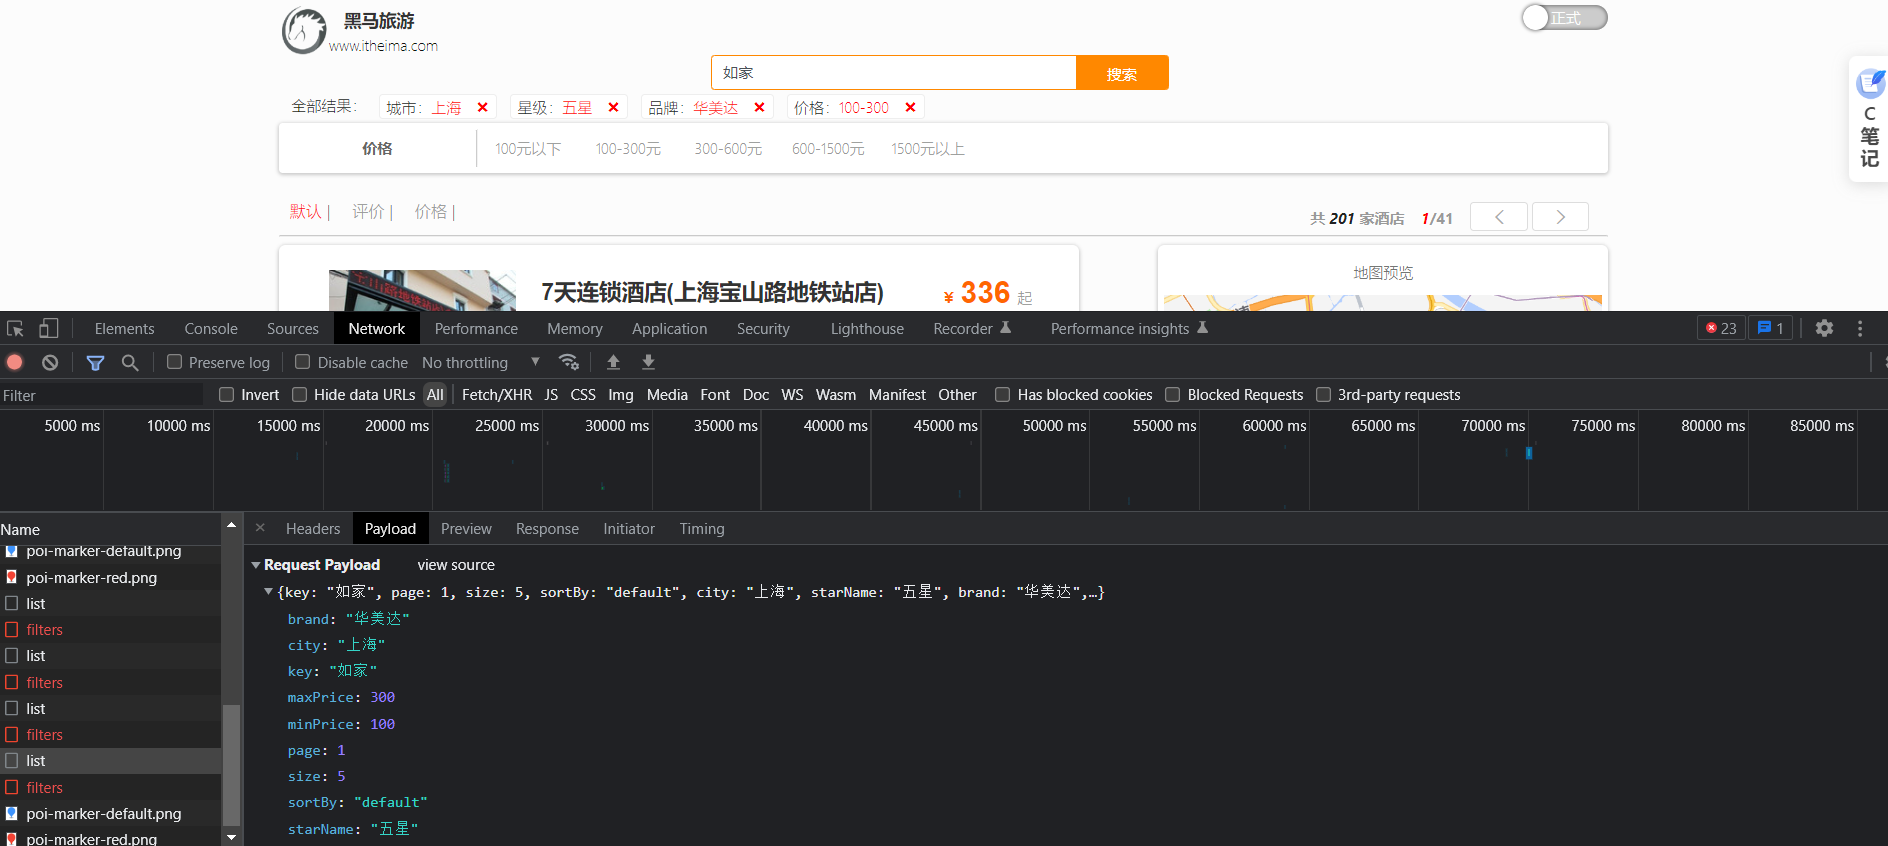 黑马旅游
www.itheima.com
正式
如家 搜索
全部结果： 城市：上海 ✕ 星级：五星 ✕ 品牌：华美达 ✕ 价格：100-300 ✕
价格 100元以下 100-300元 300-600元 600-1500元 1500元以上
C
笔
记
默认 | 评价 | 价格 |
共 201 家酒店 1/41
7天连锁酒店(上海宝山路地铁站店) ¥ 336 起
地图预览
Elements Console Sources Network Performance Memory Application Security Lighthouse Recorder Performance insights 23 1
Preserve log Disable cache No throttling
Filter Invert Hide data URLs All Fetch/XHR JS CSS Img Media Font Doc WS Wasm Manifest Other Has blocked cookies Blocked Requests 3rd-party requests
5000 ms 10000 ms 15000 ms 20000 ms 25000 ms 30000 ms 35000 ms 40000 ms 45000 ms 50000 ms 55000 ms 60000 ms 65000 ms 70000 ms 75000 ms 80000 ms 85000 ms
Name
poi-marker-default.png
poi-marker-red.png
list
filters
list
filters
list
filters
list
filters
poi-marker-default.png
poi-marker-red.png
Headers Payload Preview Response Initiator Timing
Request Payload view source
{key: "如家", page: 1, size: 5, sortBy: "default", city: "上海", starName: "五星", brand: "华美达",…}
brand: "华美达"
city: "上海"
key: "如家"
maxPrice: 300
minPrice: 100
page: 1
size: 5
sortBy: "default"
starName: "五星"